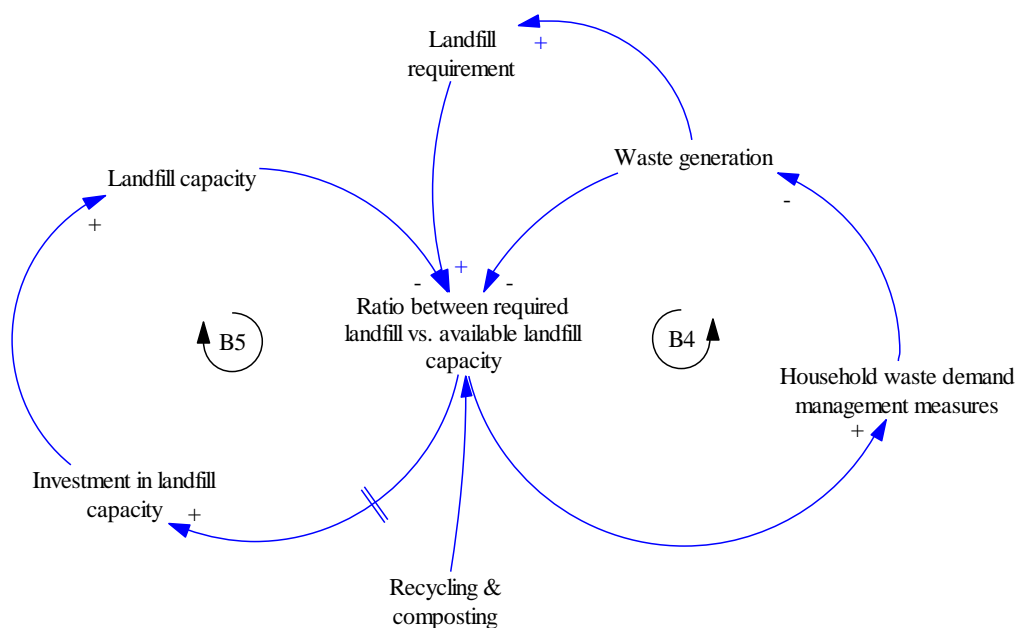 Landfill
requirement
+
Waste generation
-
Landfill capacity
+
- + -
Ratio between required
landfill vs. available landfill
capacity
B5
B4
Household waste demand
management measures
+
Investment in landfill
capacity +
Recycling &
composting